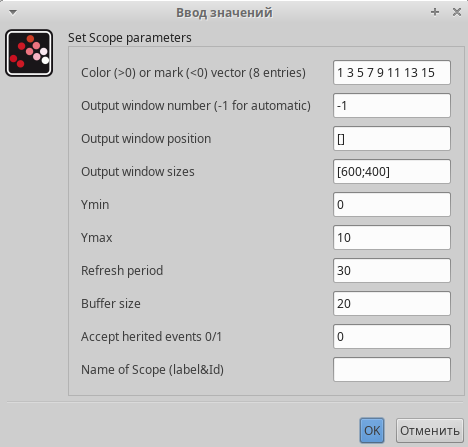 Ввод значений
Set Scope parameters
Color (>0) or mark (<0) vector (8 entries) 1 3 5 7 9 11 13 15
Output window number (-1 for automatic) -1
Output window position []
Output window sizes [600;400]
Ymin 0
Ymax 10
Refresh period 30
Buffer size 20
Accept herited events 0/1 0
Name of Scope (label&Id)
OK Отменить